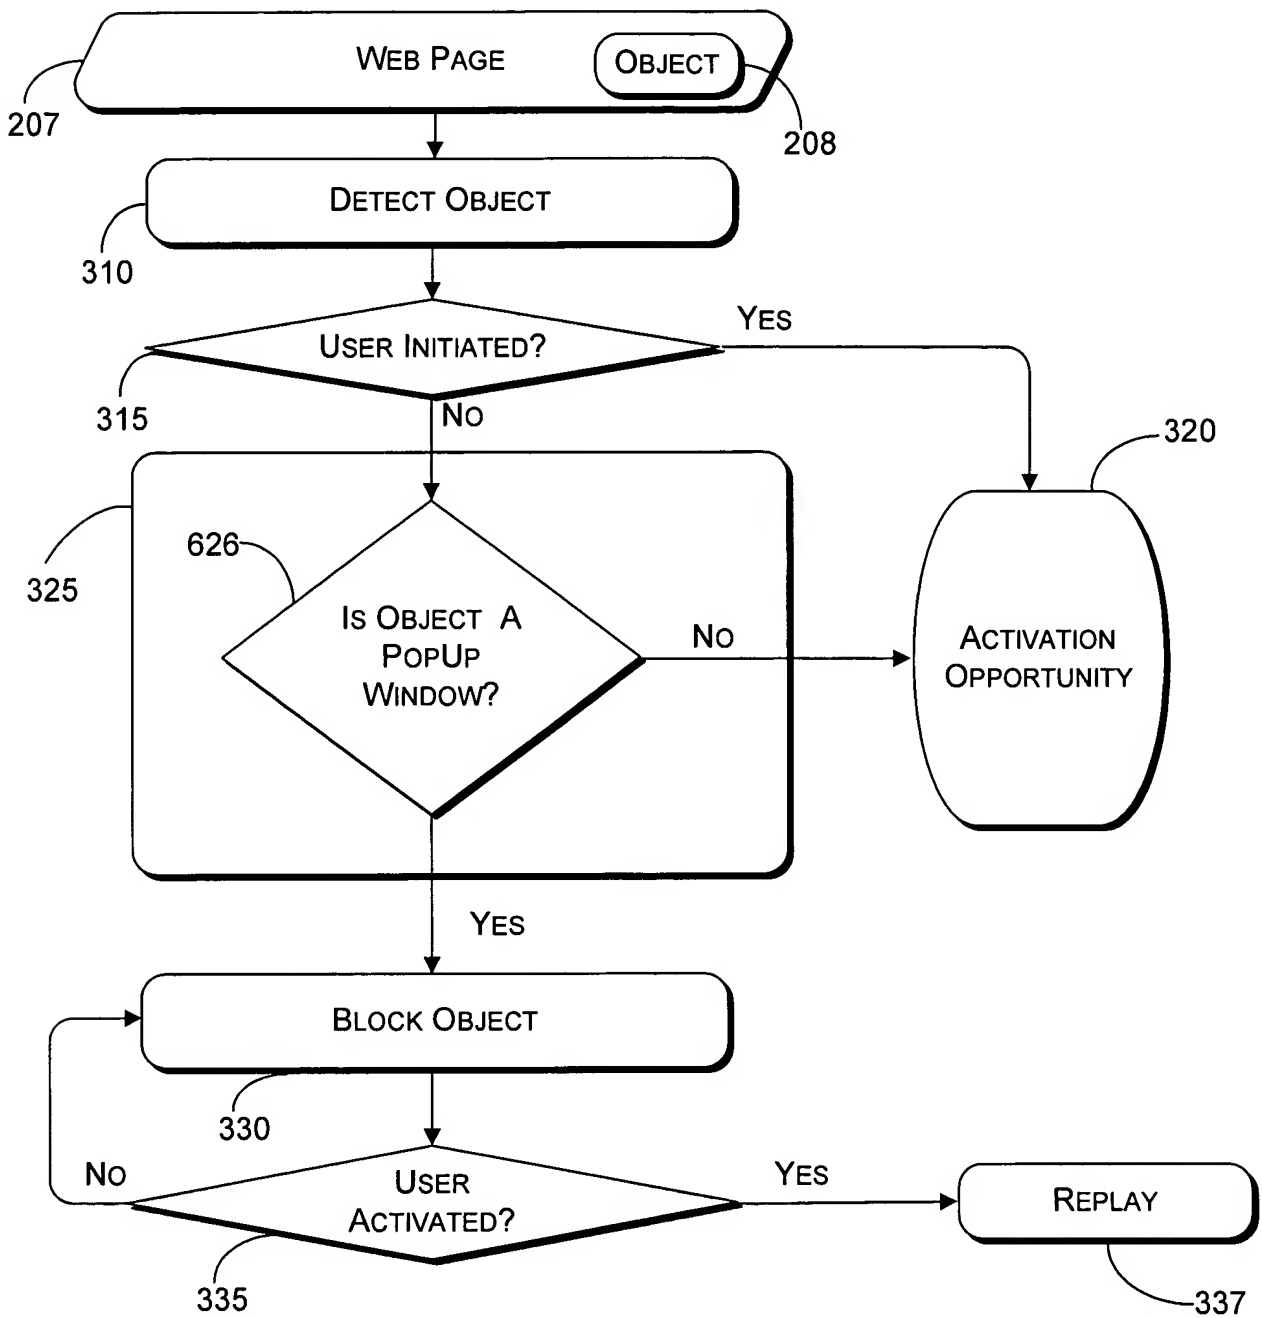 WEB PAGE
OBJECT
207
208
DETECT OBJECT
310
YES
USER INITIATED?
315
NO
320
626
325
IS OBJECT A
POPUP
WINDOW?
NO
ACTIVATION
OPPORTUNITY
YES
BLOCK OBJECT
330
NO
USER
ACTIVATED?
YES
REPLAY
335
337